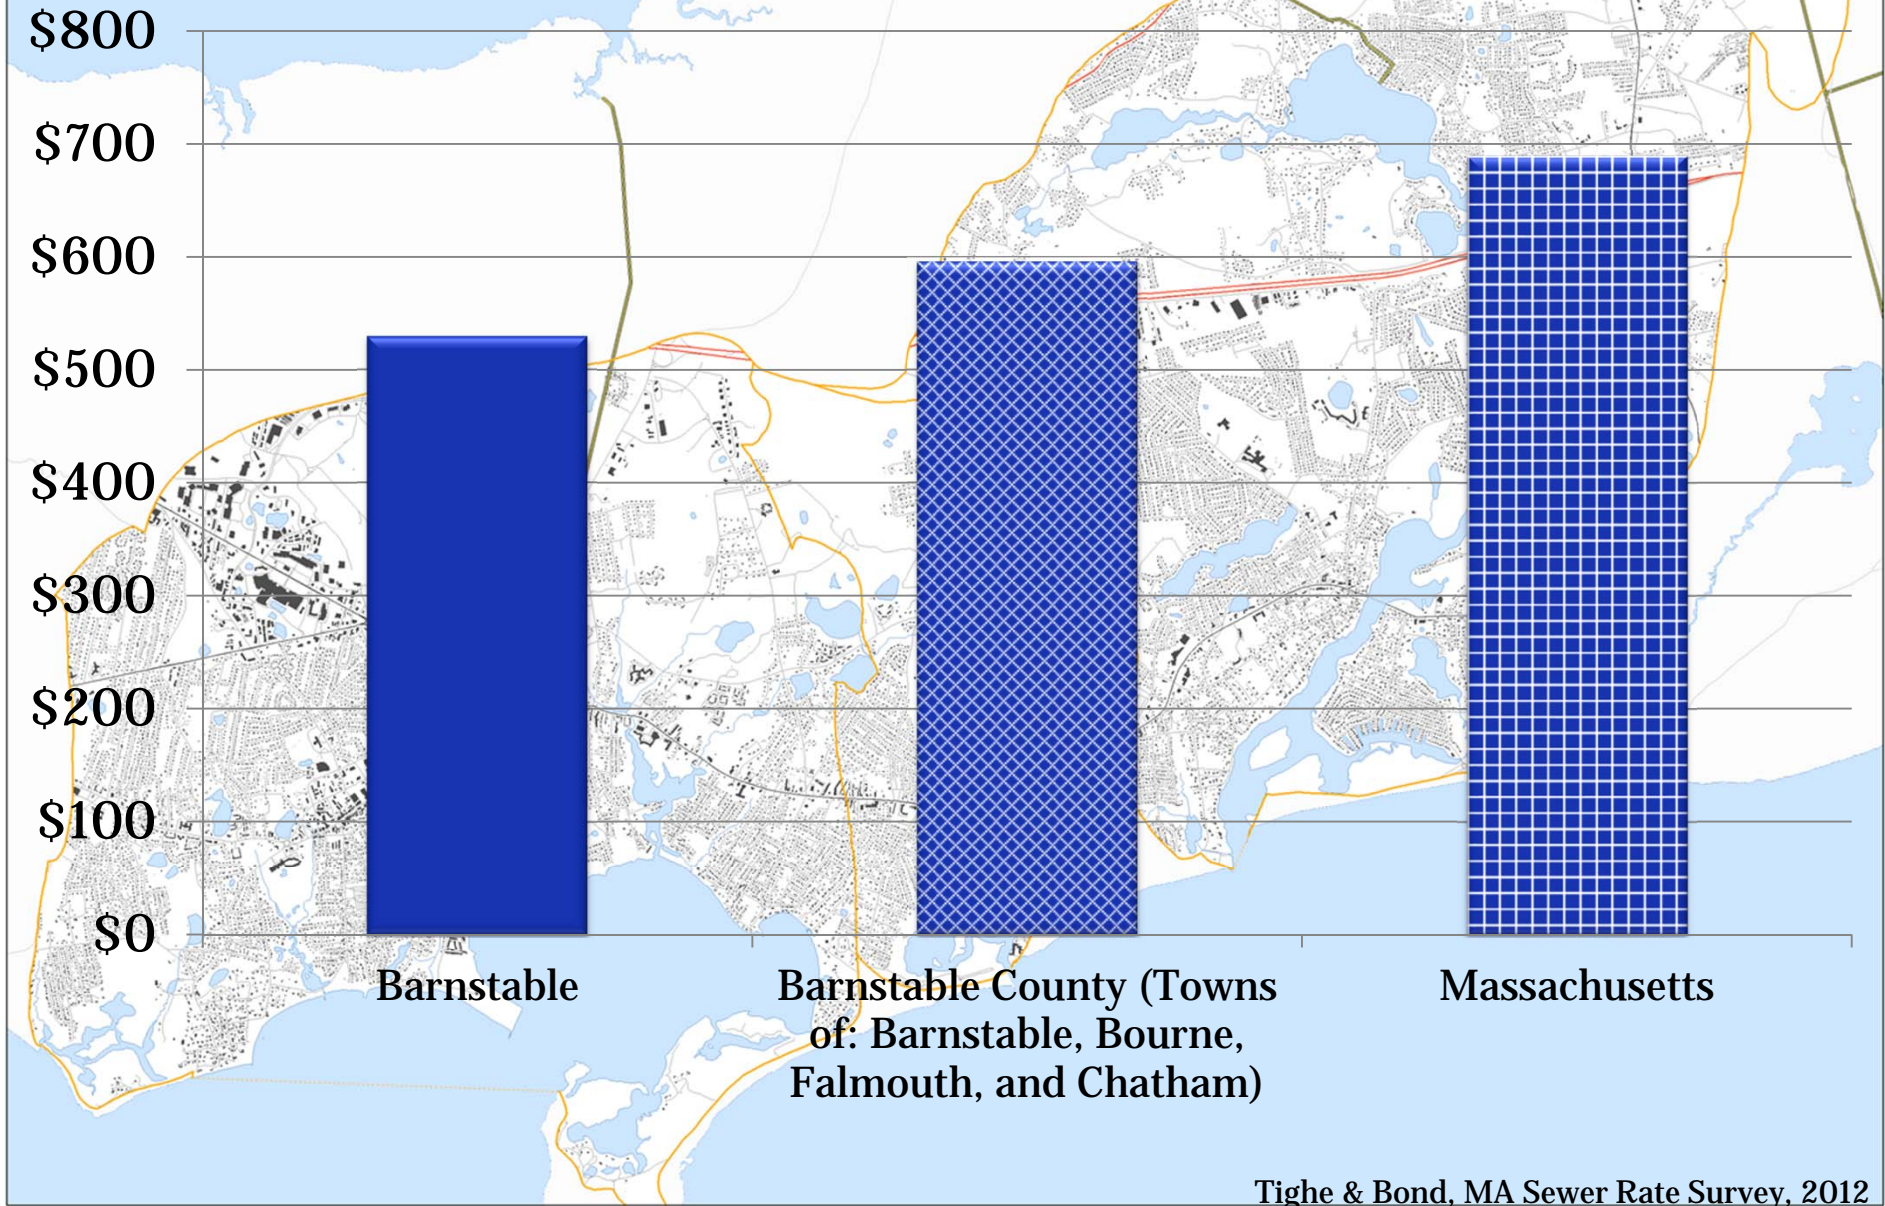 $800
$700
$600
$500
$400
$300
$200
$100
$0
Barnstable
Barnstable County (Towns
of: Barnstable, Bourne,
Falmouth, and Chatham)
Massachusetts
Tighe & Bond, MA Sewer Rate Survey, 2012